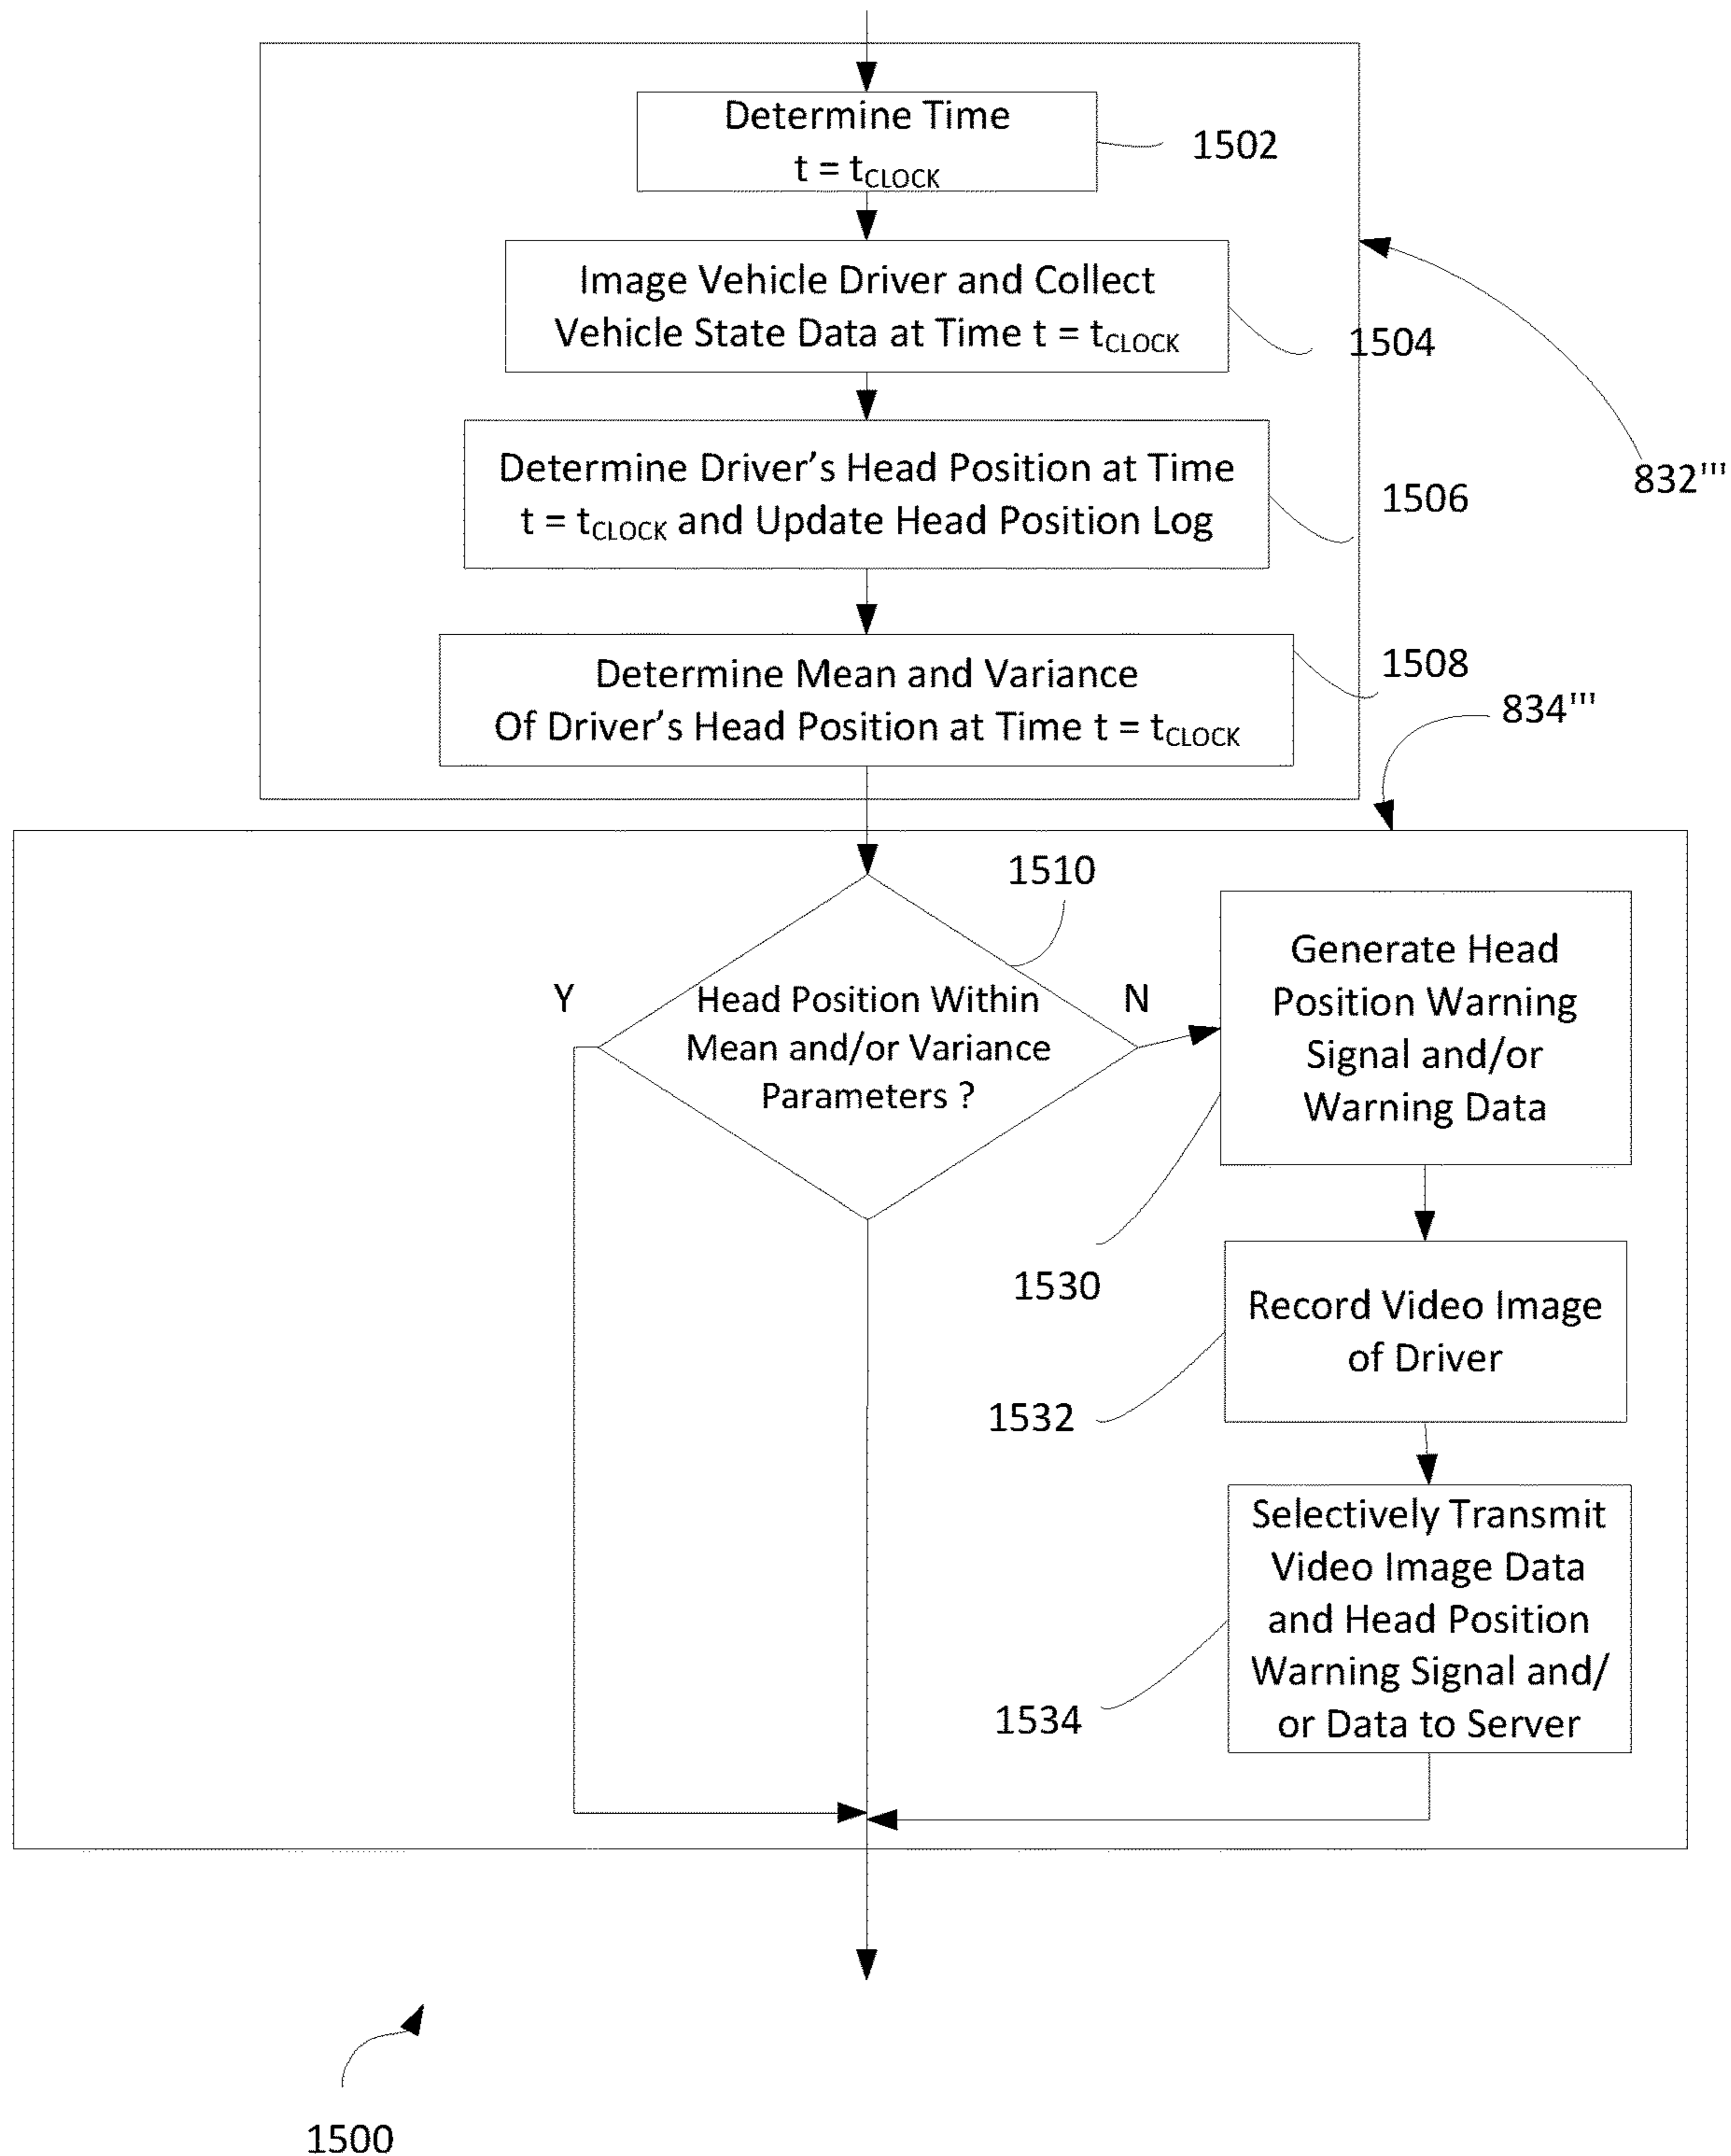 Determine Time
t = tCLOCK
1502
Image Vehicle Driver and Collect
Vehicle State Data at Time t = tCLOCK
1504
832'''
Determine Driver's Head Position at Time
t = tCLOCK and Update Head Position Log
1506
Determine Mean and Variance
Of Driver's Head Position at Time t = tCLOCK
1508
834'''
1510
Y
Head Position Within
Mean and/or Variance
Parameters ?
N
Generate Head
Position Warning
Signal and/or
Warning Data
1530
Record Video Image
of Driver
1532
Selectively Transmit
Video Image Data
and Head Position
Warning Signal and/
or Data to Server
1534
1500